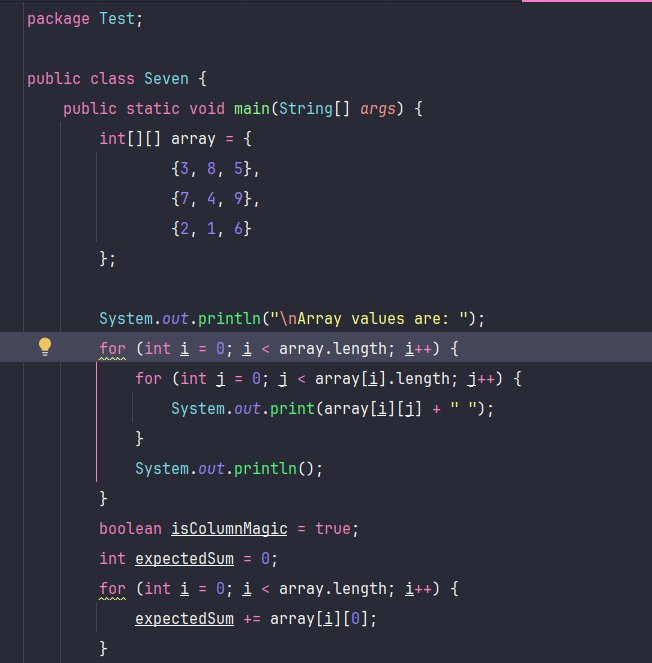 package Test;
public class Seven {
    public static void main(String[] args) {
        int[][] array = {
                {3, 8, 5},
                {7, 4, 9},
                {2, 1, 6}
        };
        System.out.println("\nArray values are: ");
        for (int i = 0; i < array.length; i++) {
            for (int j = 0; j < array[i].length; j++) {
                System.out.print(array[i][j] + " ");
            }
            System.out.println();
        }
        boolean isColumnMagic = true;
        int expectedSum = 0;
        for (int i = 0; i < array.length; i++) {
            expectedSum += array[i][0];
        }